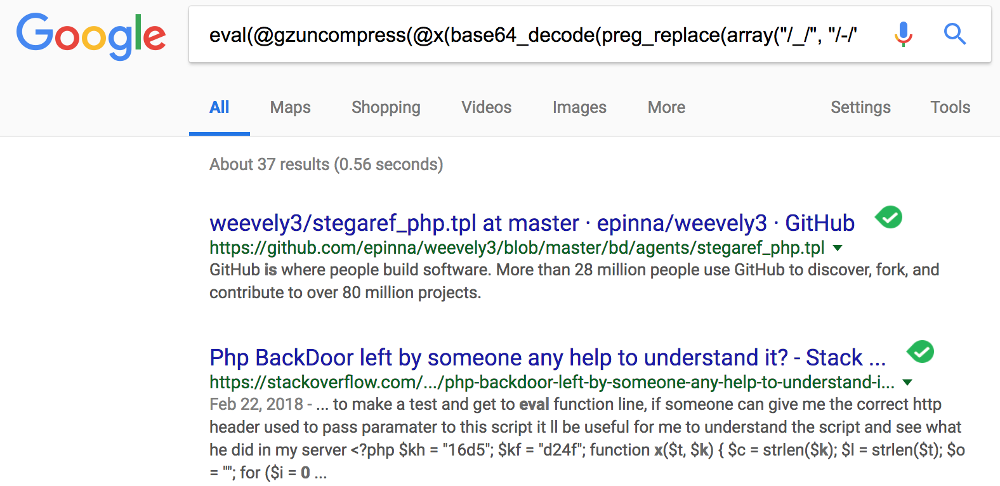 Google
eval(@gzuncompress(@x(base64_decode(preg_replace(array("/_/", "/-/'
All Maps Shopping Videos Images More Settings Tools
About 37 results (0.56 seconds)
weevely3/stegaref_php.tpl at master · epinna/weevely3 · GitHub
https://github.com/epinna/weevely3/blob/master/bd/agents/stegaref_php.tpl
GitHub is where people build software. More than 28 million people use GitHub to discover, fork, and
contribute to over 80 million projects.
Php BackDoor left by someone any help to understand it? - Stack ...
https://stackoverflow.com/.../php-backdoor-left-by-someone-any-help-to-understand-i...
Feb 22, 2018 - ... to make a test and get to eval function line, if someone can give me the correct http
header used to pass paramater to this script it ll be useful for me to understand the script and see what
he did in my server <?php $kh = "16d5"; $kf = "d24f"; function x($t, $k) { $c = strlen($k); $l = strlen($t); $o
= ""; for ($i = 0 ...